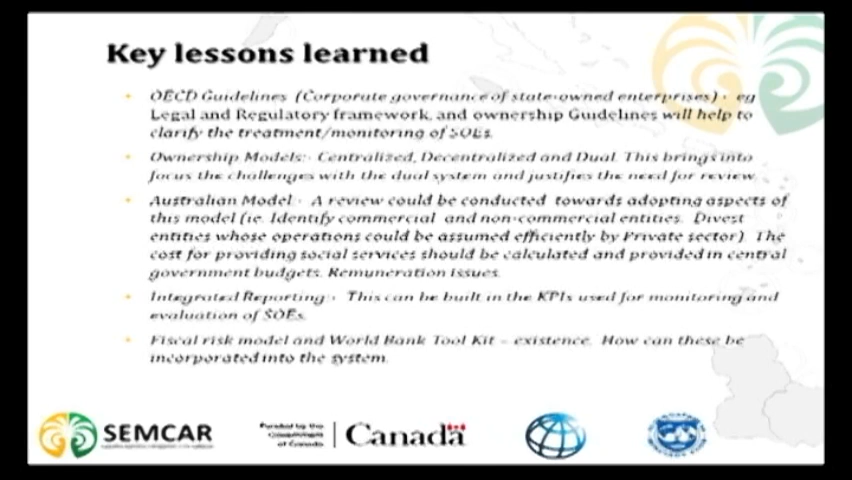 Key lessons learned
OECD Guidelines (Corporate governance of state-owned enterprises) - eg
Legal and Regulatory framework, and ownership Guidelines will help to
clarify the treatment/monitoring of SOEs.
Ownership Models:- Centralized, Decentralized and Dual. This brings into
focus the challenges with the dual system and justifies the need for review.
Australian Model:- A review could be conducted towards adopting aspects of
this model (ie. Identify commercial and non-commercial entities. Divest
entities whose operations could be assumed efficiently by Private sector). The
cost for providing social services should be calculated and provided in central
government budgets. Remuneration issues.
Integrated Reporting:- This can be built in the KPIs used for monitoring and
evaluation of SOEs.
Fiscal risk model and World Bank Tool Kit – existence. How can these be
incorporated into the system.
SEMCAR
Funded by the
Government
of Canada
Canada